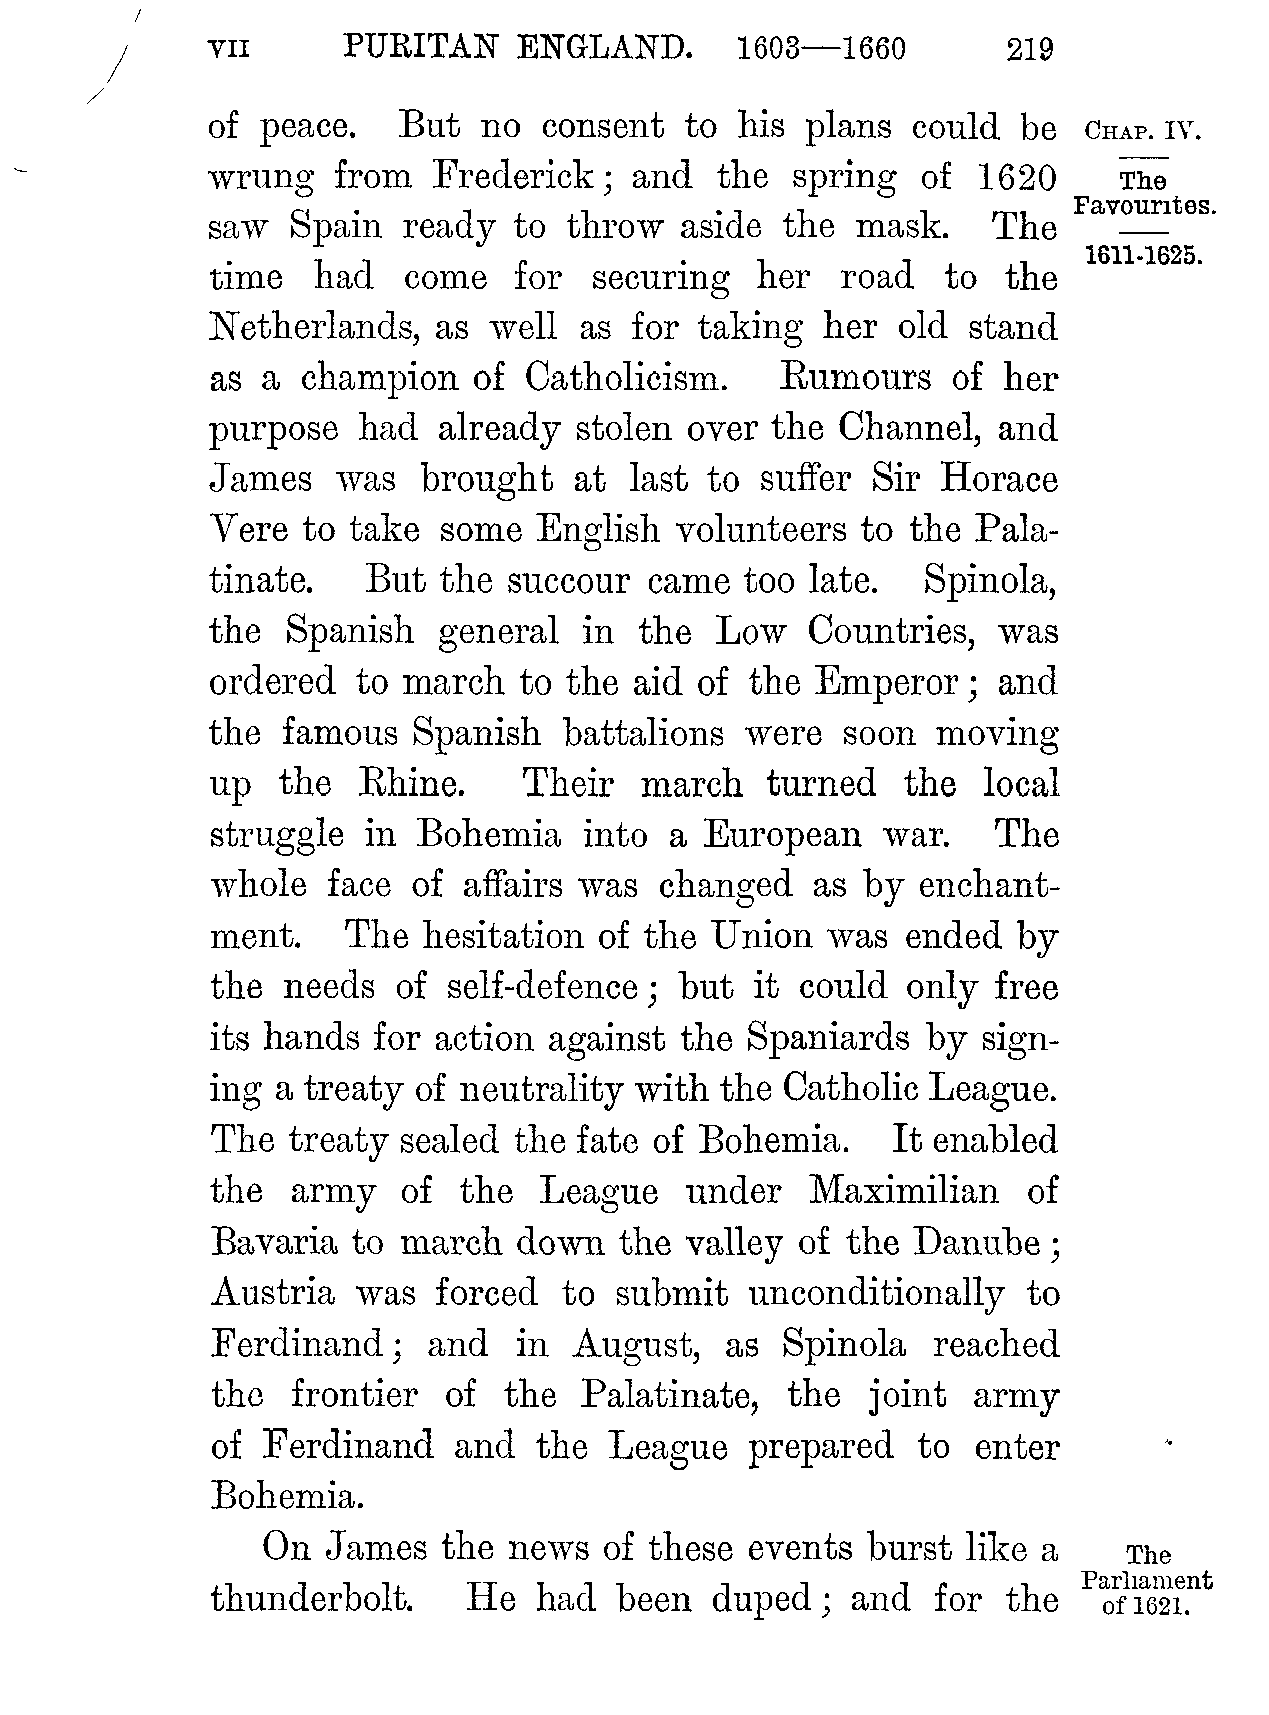 VII PURITAN ENGLAND. 1603—1660 219
of peace. But no consent to his plans could be
wrung from Frederick; and the spring of 1620
saw Spain ready to throw aside the mask. The
time had come for securing her road to the
Netherlands, as well as for taking her old stand
as a champion of Catholicism. Rumours of her
purpose had already stolen over the Channel, and
James was brought at last to suffer Sir Horace
Vere to take some English volunteers to the Pala-
tinate. But the succour came too late. Spinola,
the Spanish general in the Low Countries, was
ordered to march to the aid of the Emperor; and
the famous Spanish battalions were soon moving
up the Rhine. Their march turned the local
struggle in Bohemia into a European war. The
whole face of affairs was changed as by enchant-
ment. The hesitation of the Union was ended by
the needs of self-defence; but it could only free
its hands for action against the Spaniards by sign-
ing a treaty of neutrality with the Catholic League.
The treaty sealed the fate of Bohemia. It enabled
the army of the League under Maximilian of
Bavaria to march down the valley of the Danube;
Austria was forced to submit unconditionally to
Ferdinand; and in August, as Spinola reached
the frontier of the Palatinate, the joint army
of Ferdinand and the League prepared to enter
Bohemia.
On James the news of these events burst like a
thunderbolt. He had been duped; and for the
CHAP. IV.
The
Favourites.
1611-1625.
The
Parliament
of 1621.